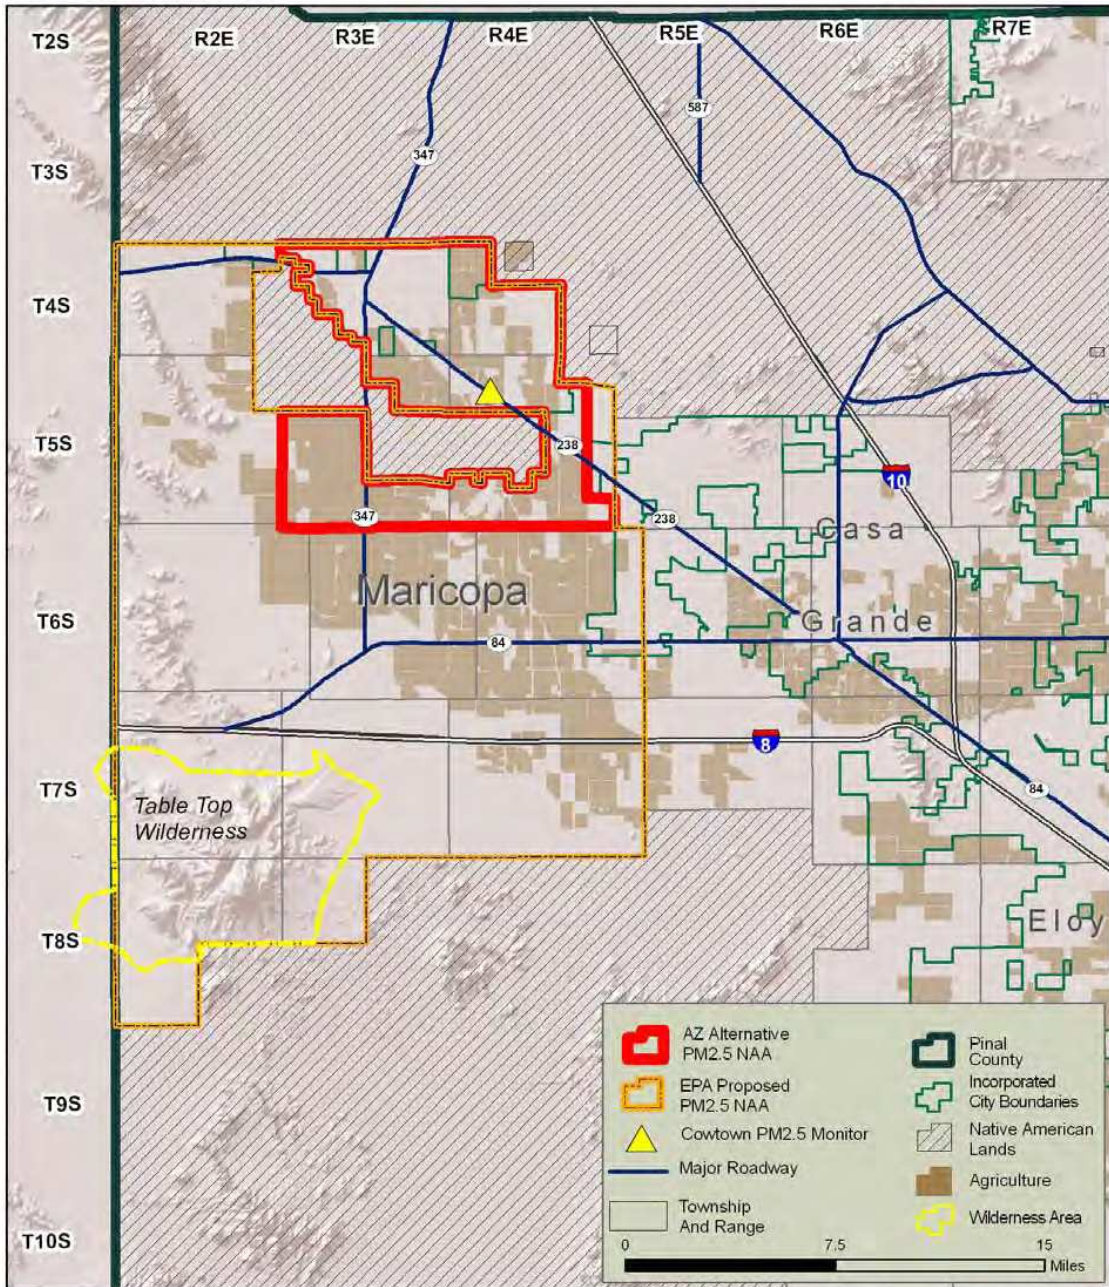 T2S
R2E
R3E
R4E
R5E
R6E
R7E
587
347
T3S
T4S
T5S
238
10
347
238
Casa
Maricopa
T6S
Grande
84
8
T7S
Table Top
Wilderness
84
T8S
Eloy
T9S
T10S
AZ Alternative
PM2.5 NAA
EPA Proposed
PM2.5 NAA
Cowtown PM2.5 Monitor
Major Roadway
Township
And Range
Pinal
County
Incorporated
City Boundaries
Native American
Lands
Agriculture
Wilderness Area
0
7.5
15
Miles